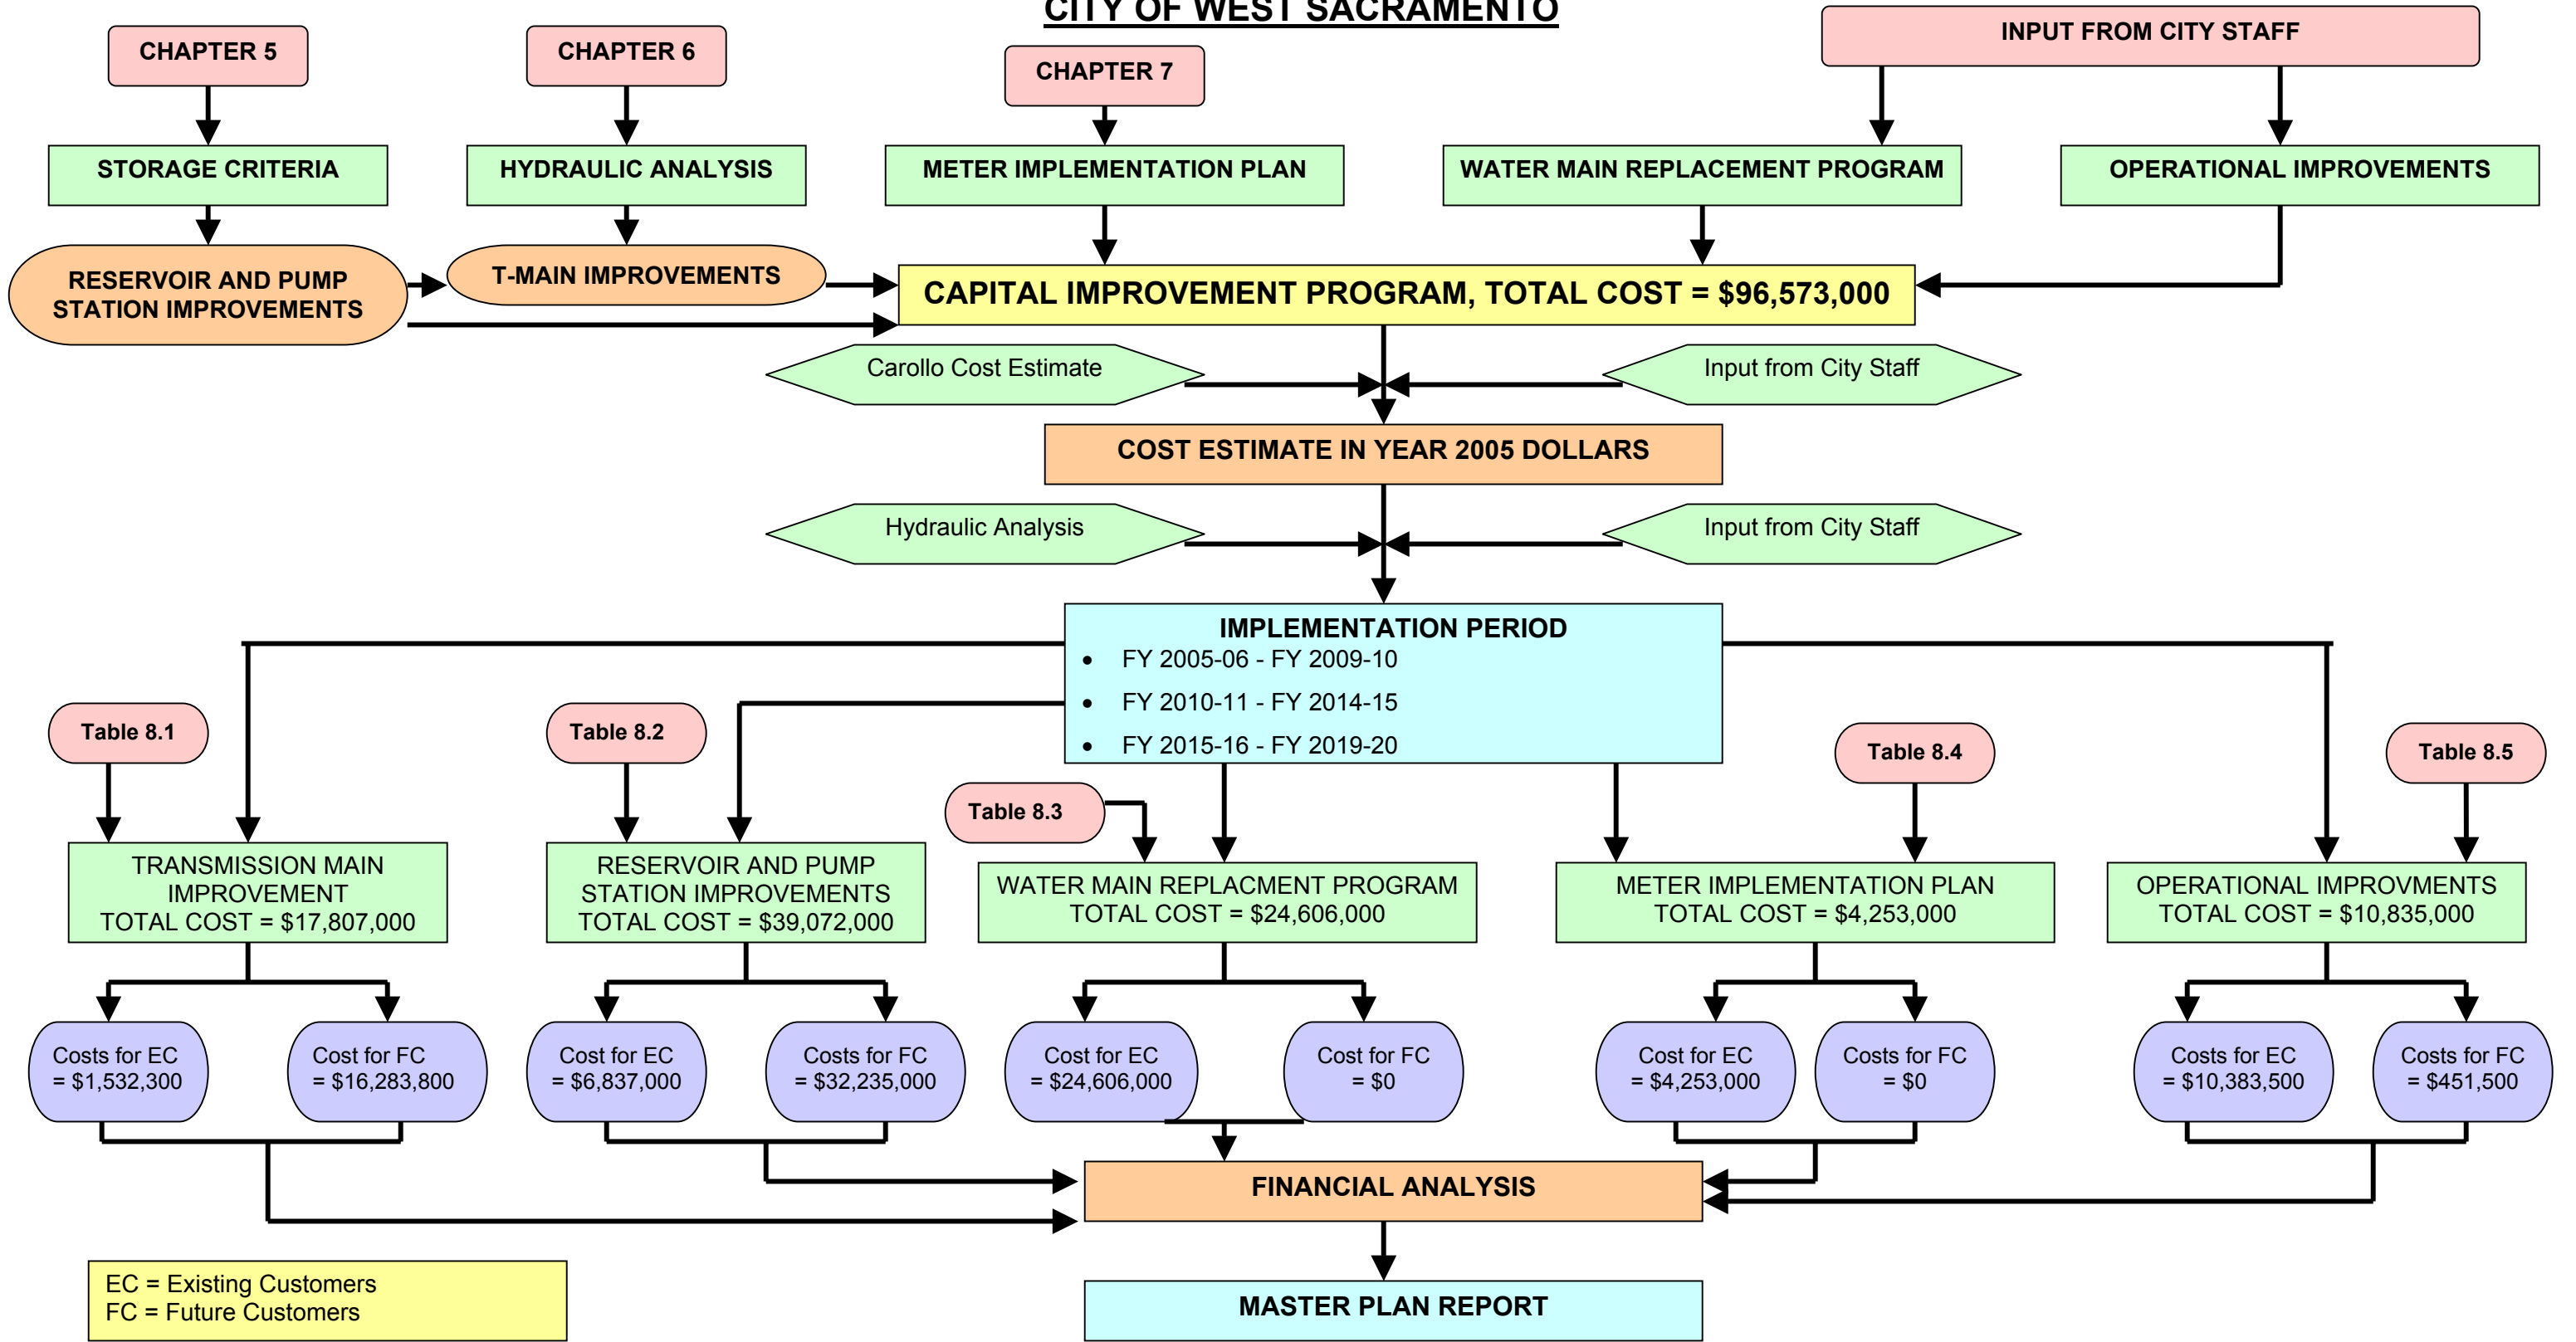 CITY OF WEST SACRAMENTO
CHAPTER 5
CHAPTER 6
CHAPTER 7
INPUT FROM CITY STAFF
STORAGE CRITERIA
HYDRAULIC ANALYSIS
METER IMPLEMENTATION PLAN
WATER MAIN REPLACEMENT PROGRAM
OPERATIONAL IMPROVEMENTS
RESERVOIR AND PUMP
STATION IMPROVEMENTS
T-MAIN IMPROVEMENTS
CAPITAL IMPROVEMENT PROGRAM, TOTAL COST = $96,573,000
Carollo Cost Estimate
Input from City Staff
COST ESTIMATE IN YEAR 2005 DOLLARS
Hydraulic Analysis
Input from City Staff
IMPLEMENTATION PERIOD
• FY 2005-06 - FY 2009-10
• FY 2010-11 - FY 2014-15
• FY 2015-16 - FY 2019-20
Table 8.1
Table 8.2
Table 8.3
Table 8.4
Table 8.5
TRANSMISSION MAIN
IMPROVEMENT
TOTAL COST = $17,807,000
RESERVOIR AND PUMP
STATION IMPROVEMENTS
TOTAL COST = $39,072,000
WATER MAIN REPLACMENT PROGRAM
TOTAL COST = $24,606,000
METER IMPLEMENTATION PLAN
TOTAL COST = $4,253,000
OPERATIONAL IMPROVMENTS
TOTAL COST = $10,835,000
Costs for EC
= $1,532,300
Cost for FC
= $16,283,800
Cost for EC
= $6,837,000
Costs for FC
= $32,235,000
Cost for EC
= $24,606,000
Cost for FC
= $0
Cost for EC
= $4,253,000
Costs for FC
= $0
Costs for EC
= $10,383,500
Costs for FC
= $451,500
FINANCIAL ANALYSIS
EC = Existing Customers
FC = Future Customers
MASTER PLAN REPORT